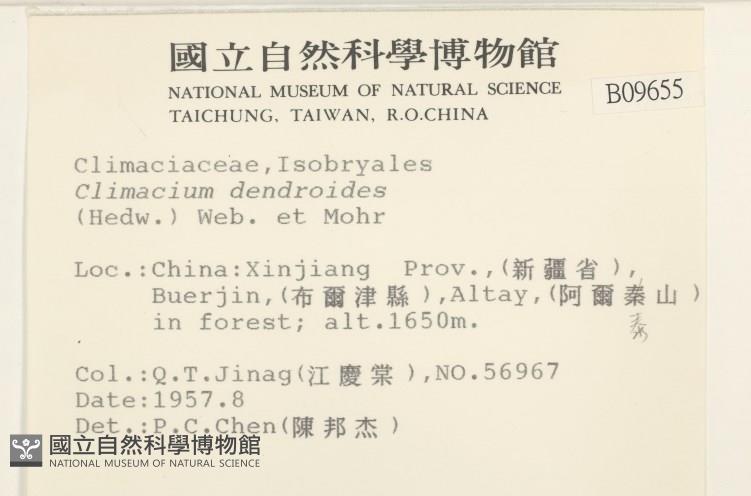 國立自然科學博物館
NATIONAL MUSEUM OF NATURAL SCIENCE
TAICHUNG, TAIWAN, R.O.CHINA
B09655
Climaciaceae,Isobryales
Climacium dendroides
(Hedw.) Web. et Mohr
Loc.:China:Xinjiang Prov.,(新疆省),
Buerjin,(布爾津縣),Altay,(阿爾秦山)
泰
in forest; alt.1650m.
Col.:Q.T.Jinag(江慶棠),NO.56967
Date:1957.8
Det.:P.C.Chen(陳邦杰)
國立自然科學博物館
NATIONAL MUSEUM OF NATURAL SCIENCE